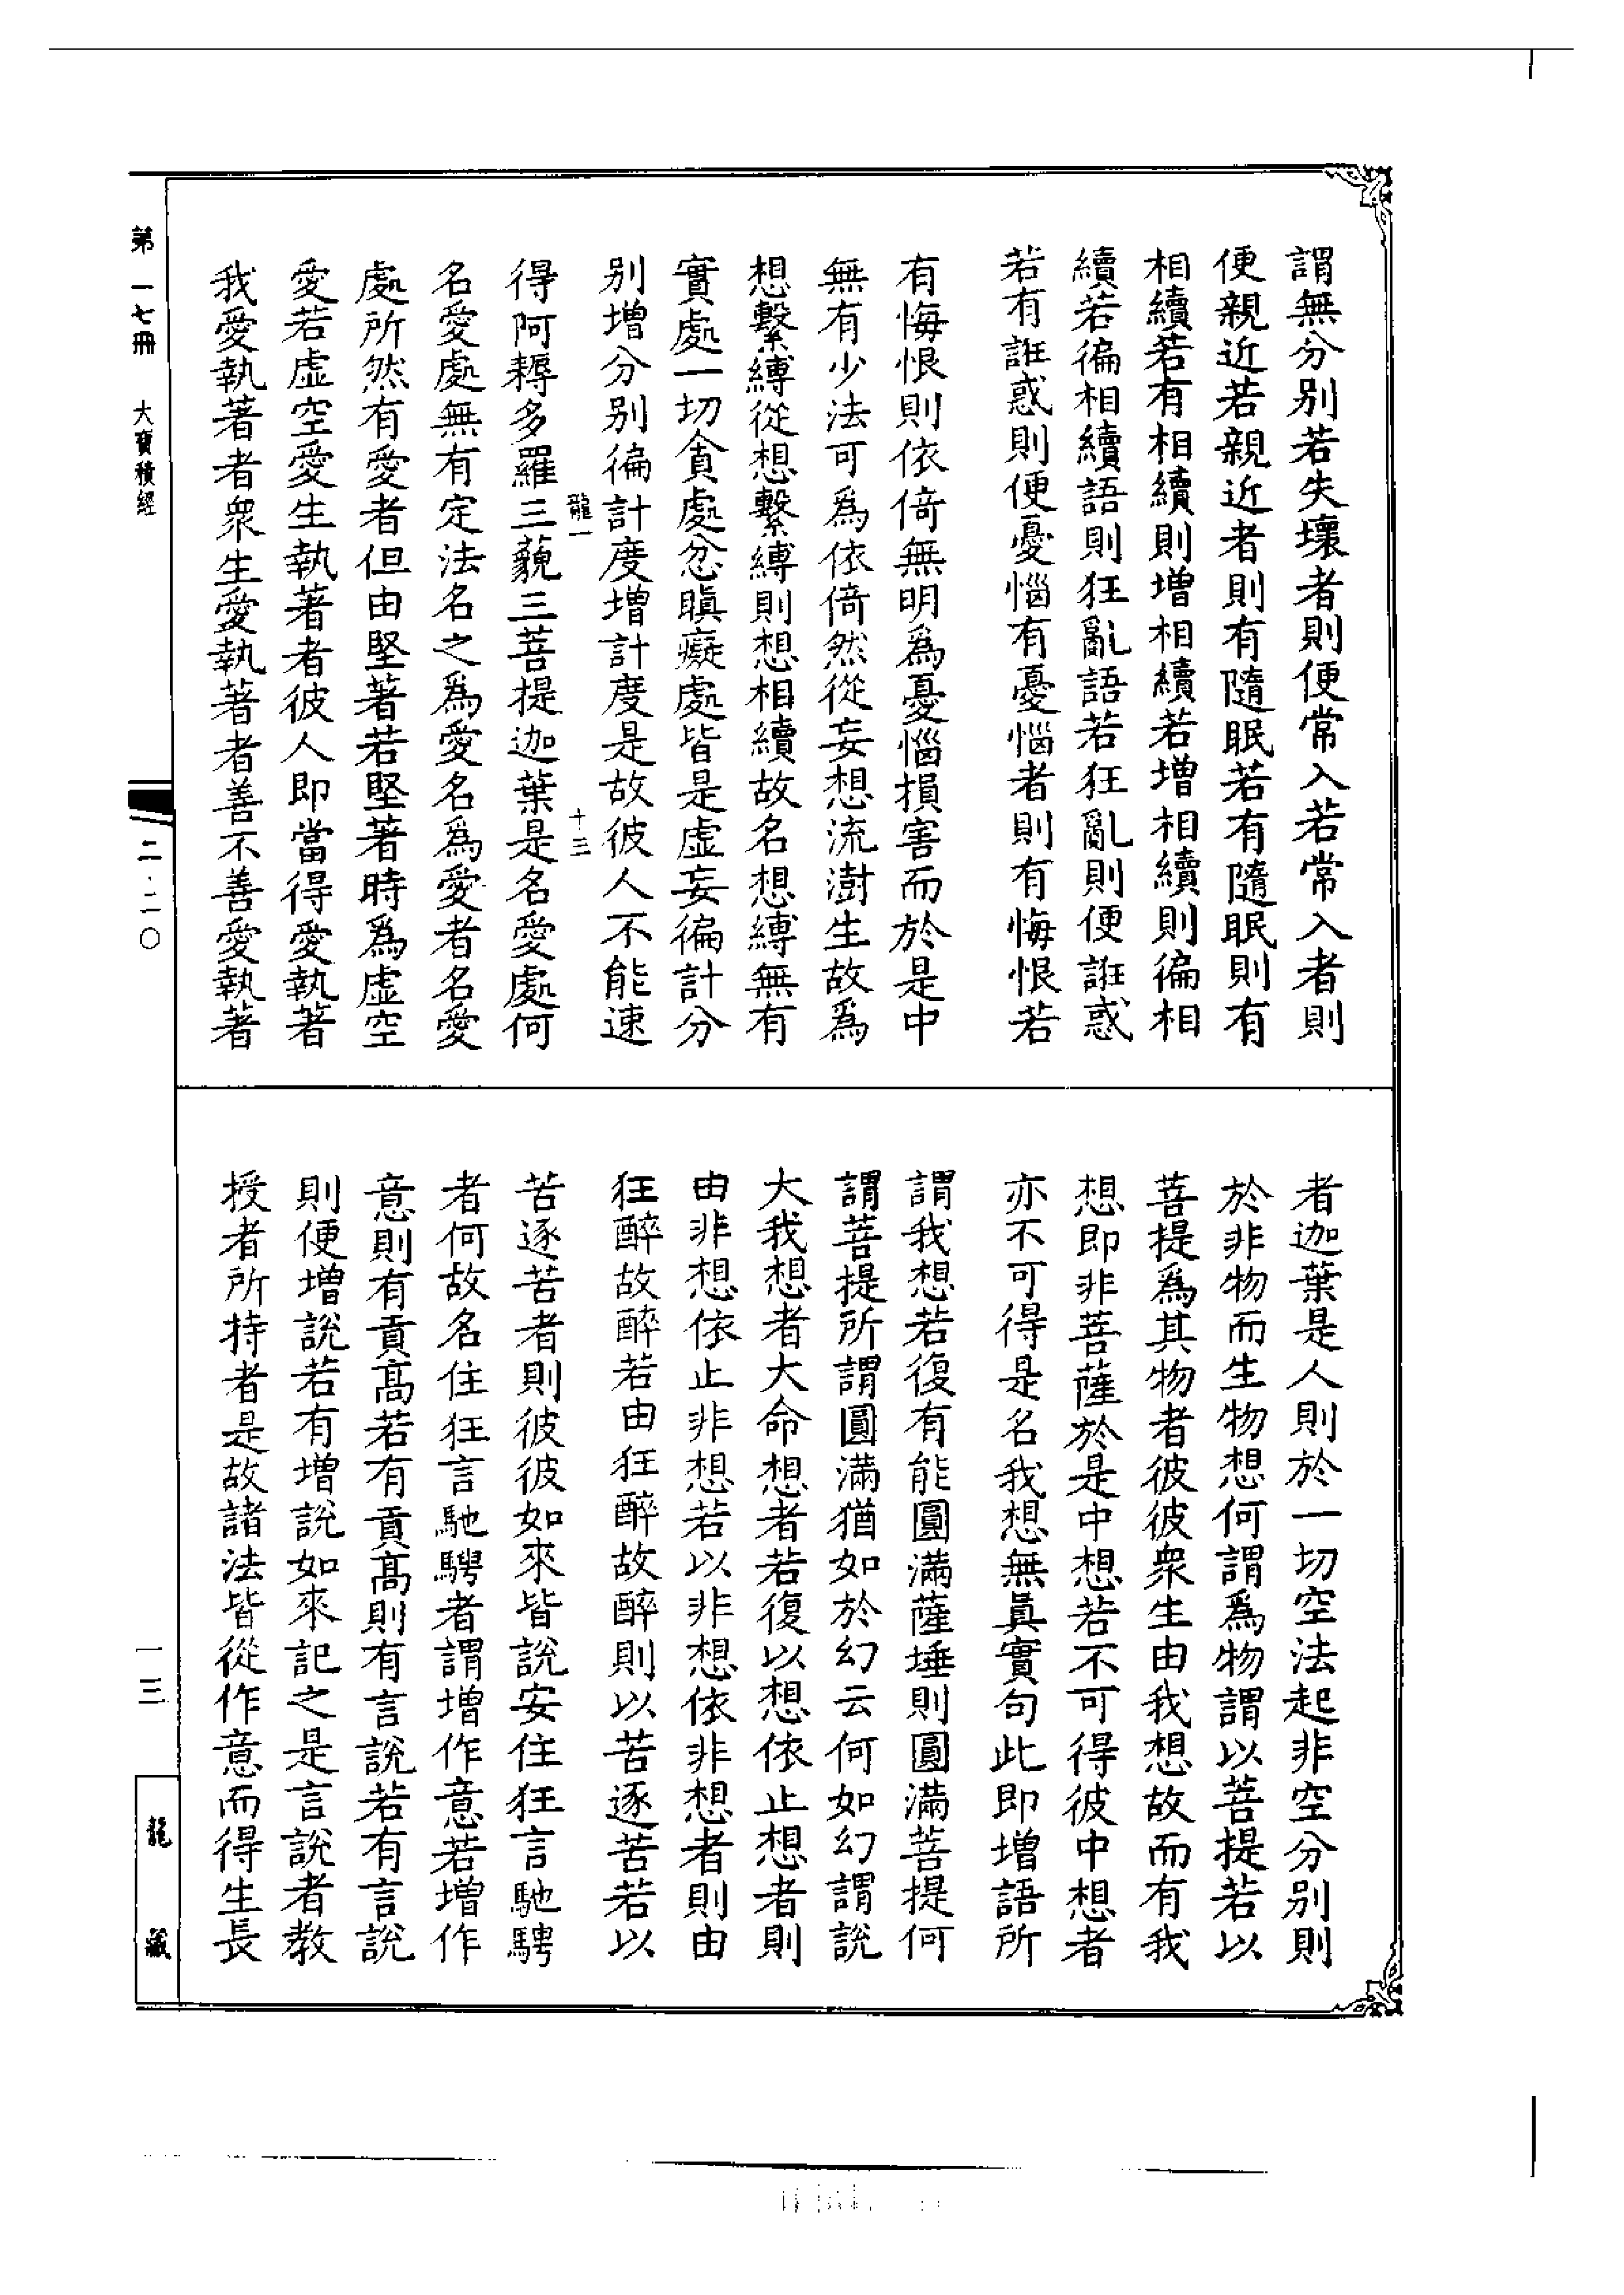 謂無分別若失壞者則便常入若常入者則
便親近若親近者則有隨眠若有隨眠則有
相續若有相續則增相續若增相續則徧相
續若徧相續語則狂亂語若狂亂則便誑惑
若有誑惑則便憂惱有憂惱者則有悔恨若
有悔恨則依倚無明爲憂惱損害而於是中
無有少法可爲依倚然從妄想流澍生故爲
想繫縛從想繫縛則想相續故名想縛無有
實處一切貪處忿瞋癡處皆是虛妄徧計分
别增分别徧計度增計度是故彼人不能速
龍一
十三
得阿耨多羅三藐三菩提迦葉是名愛處何
名愛處無有定法名之爲愛名爲愛者名愛
處所然有愛者但由堅著若堅著時爲虛空
愛若虛空愛生執著者彼人即當得愛執著
我愛執著者衆生愛執著者善不善愛執著
者迦葉是人則於一切空法起非空分别則
於非物而生物想何謂爲物謂以菩提若以
菩提爲其物者彼彼衆生由我想故而有我
想即非菩薩於是中想若不可得彼中想者
亦不可得是名我想無眞實句此即增語所
謂我想若復有能圓滿薩埵則圓滿菩提何
謂菩提所謂圓滿猶如於幻云何如幻謂說
大我想者大命想者若復以想依止想者則
由非想依止非想若以非想依非想者則由
狂醉故醉若由狂醉故醉則以苦逐苦若以
苦逐苦者則彼彼如來皆說安住狂言馳騁
者何故名住狂言馳騁者謂增作意若增作
意則有貢高若有貢高則有言說若有言說
則便增說若有增說如來記之是言說者教
授者所持者是故諸法皆從作意而得生長
第一七冊　大寶積經
二·二〇
一三
龍藏